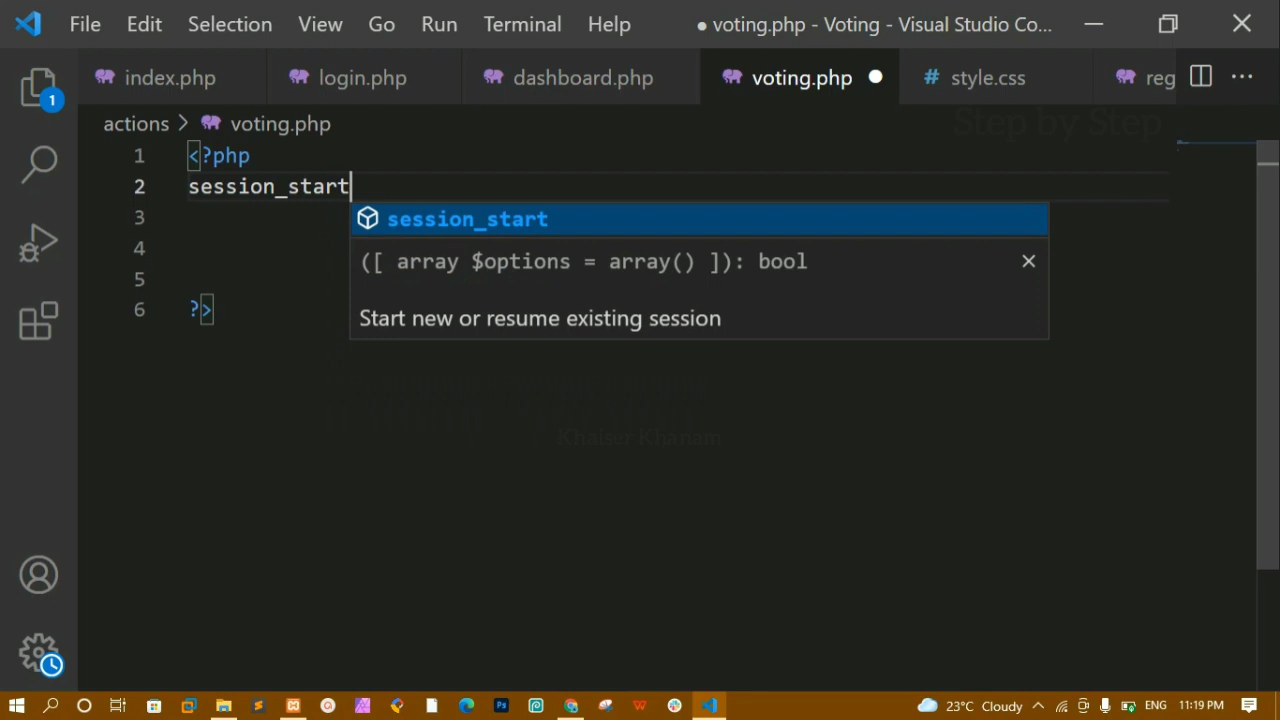 File Edit Selection View Go Run Terminal Help ● voting.php - Voting - Visual Studio Co...
index.php login.php dashboard.php voting.php ● # style.css reg ...
1
actions > voting.php
Step by Step
1 <?php
2 session_start
session_start
3
([ array $options = array() ]): bool
4
5
6 ?>
Start new or resume existing session
Khaisar Khanam
23°C Cloudy ENG 11:19 PM